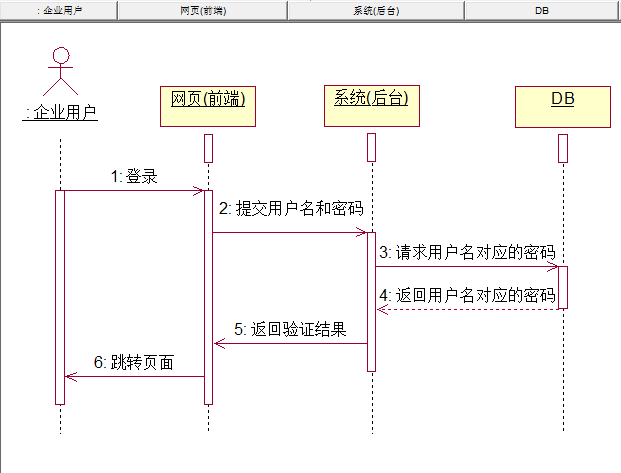 : 企业用户
网页(前端)
系统(后台)
DB
: 企业用户
网页(前端)
系统(后台)
DB
1: 登录
2: 提交用户名和密码
3: 请求用户名对应的密码
4: 返回用户名对应的密码
5: 返回验证结果
6: 跳转页面